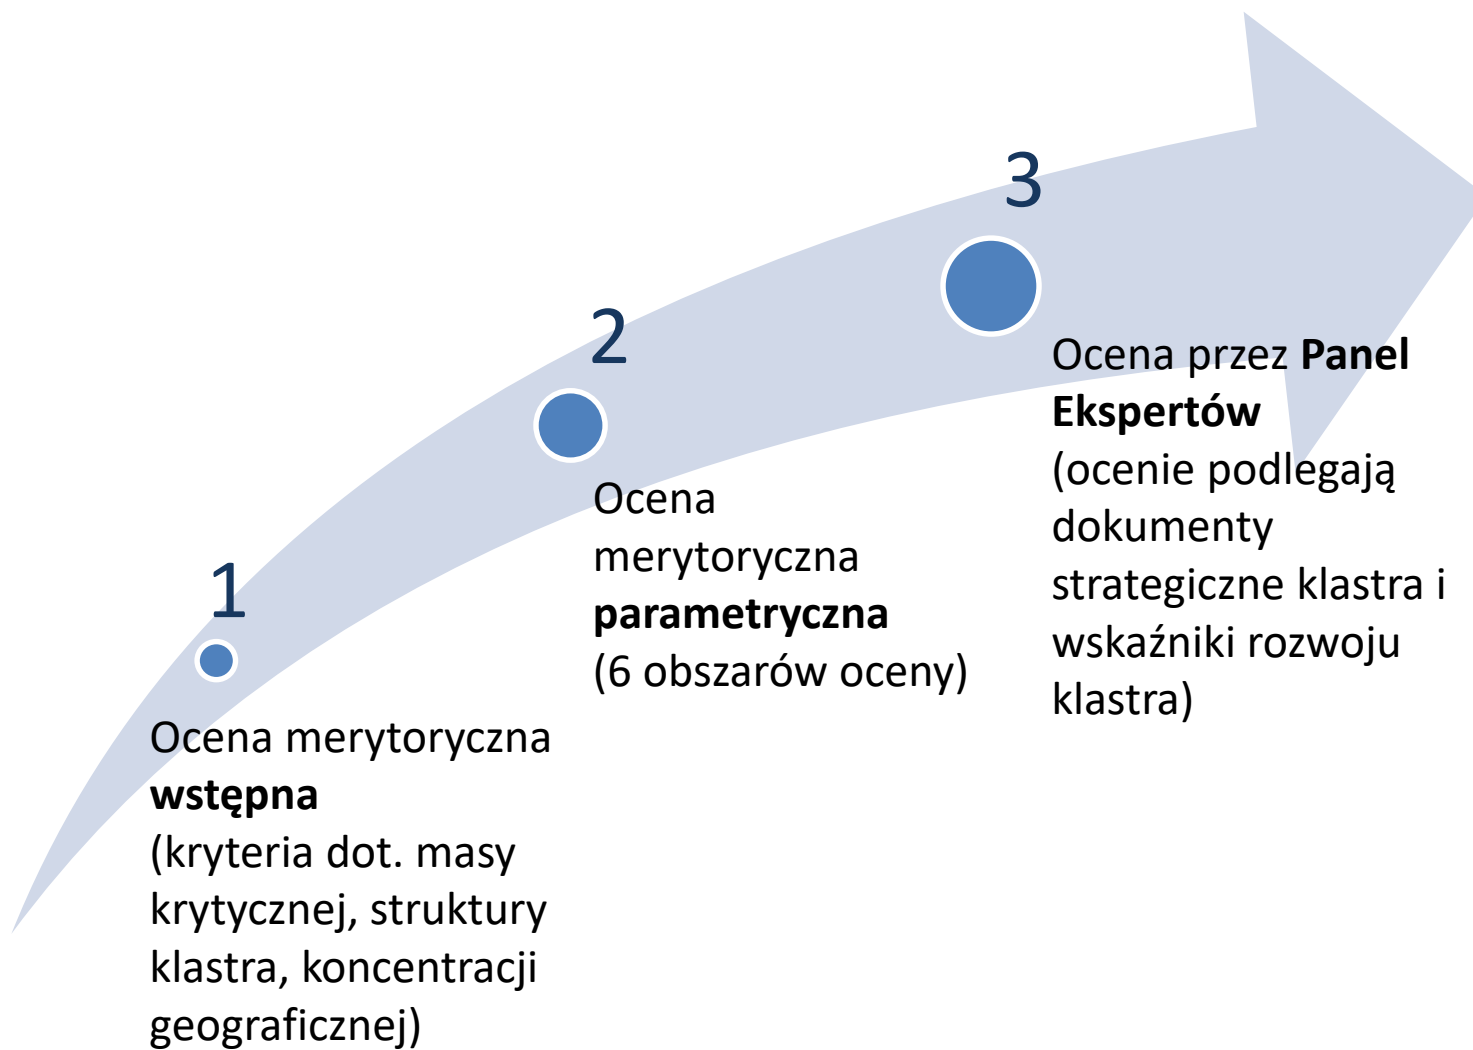 1
Ocena merytoryczna
wstępna
(kryteria dot. masy
krytycznej, struktury
klastra, koncentracji
geograficznej)
2
Ocena
merytoryczna
parametryczna
(6 obszarów oceny)
3
Ocena przez Panel
Ekspertów
(ocenie podlegają
dokumenty
strategiczne klastra i
wskaźniki rozwoju
klastra)